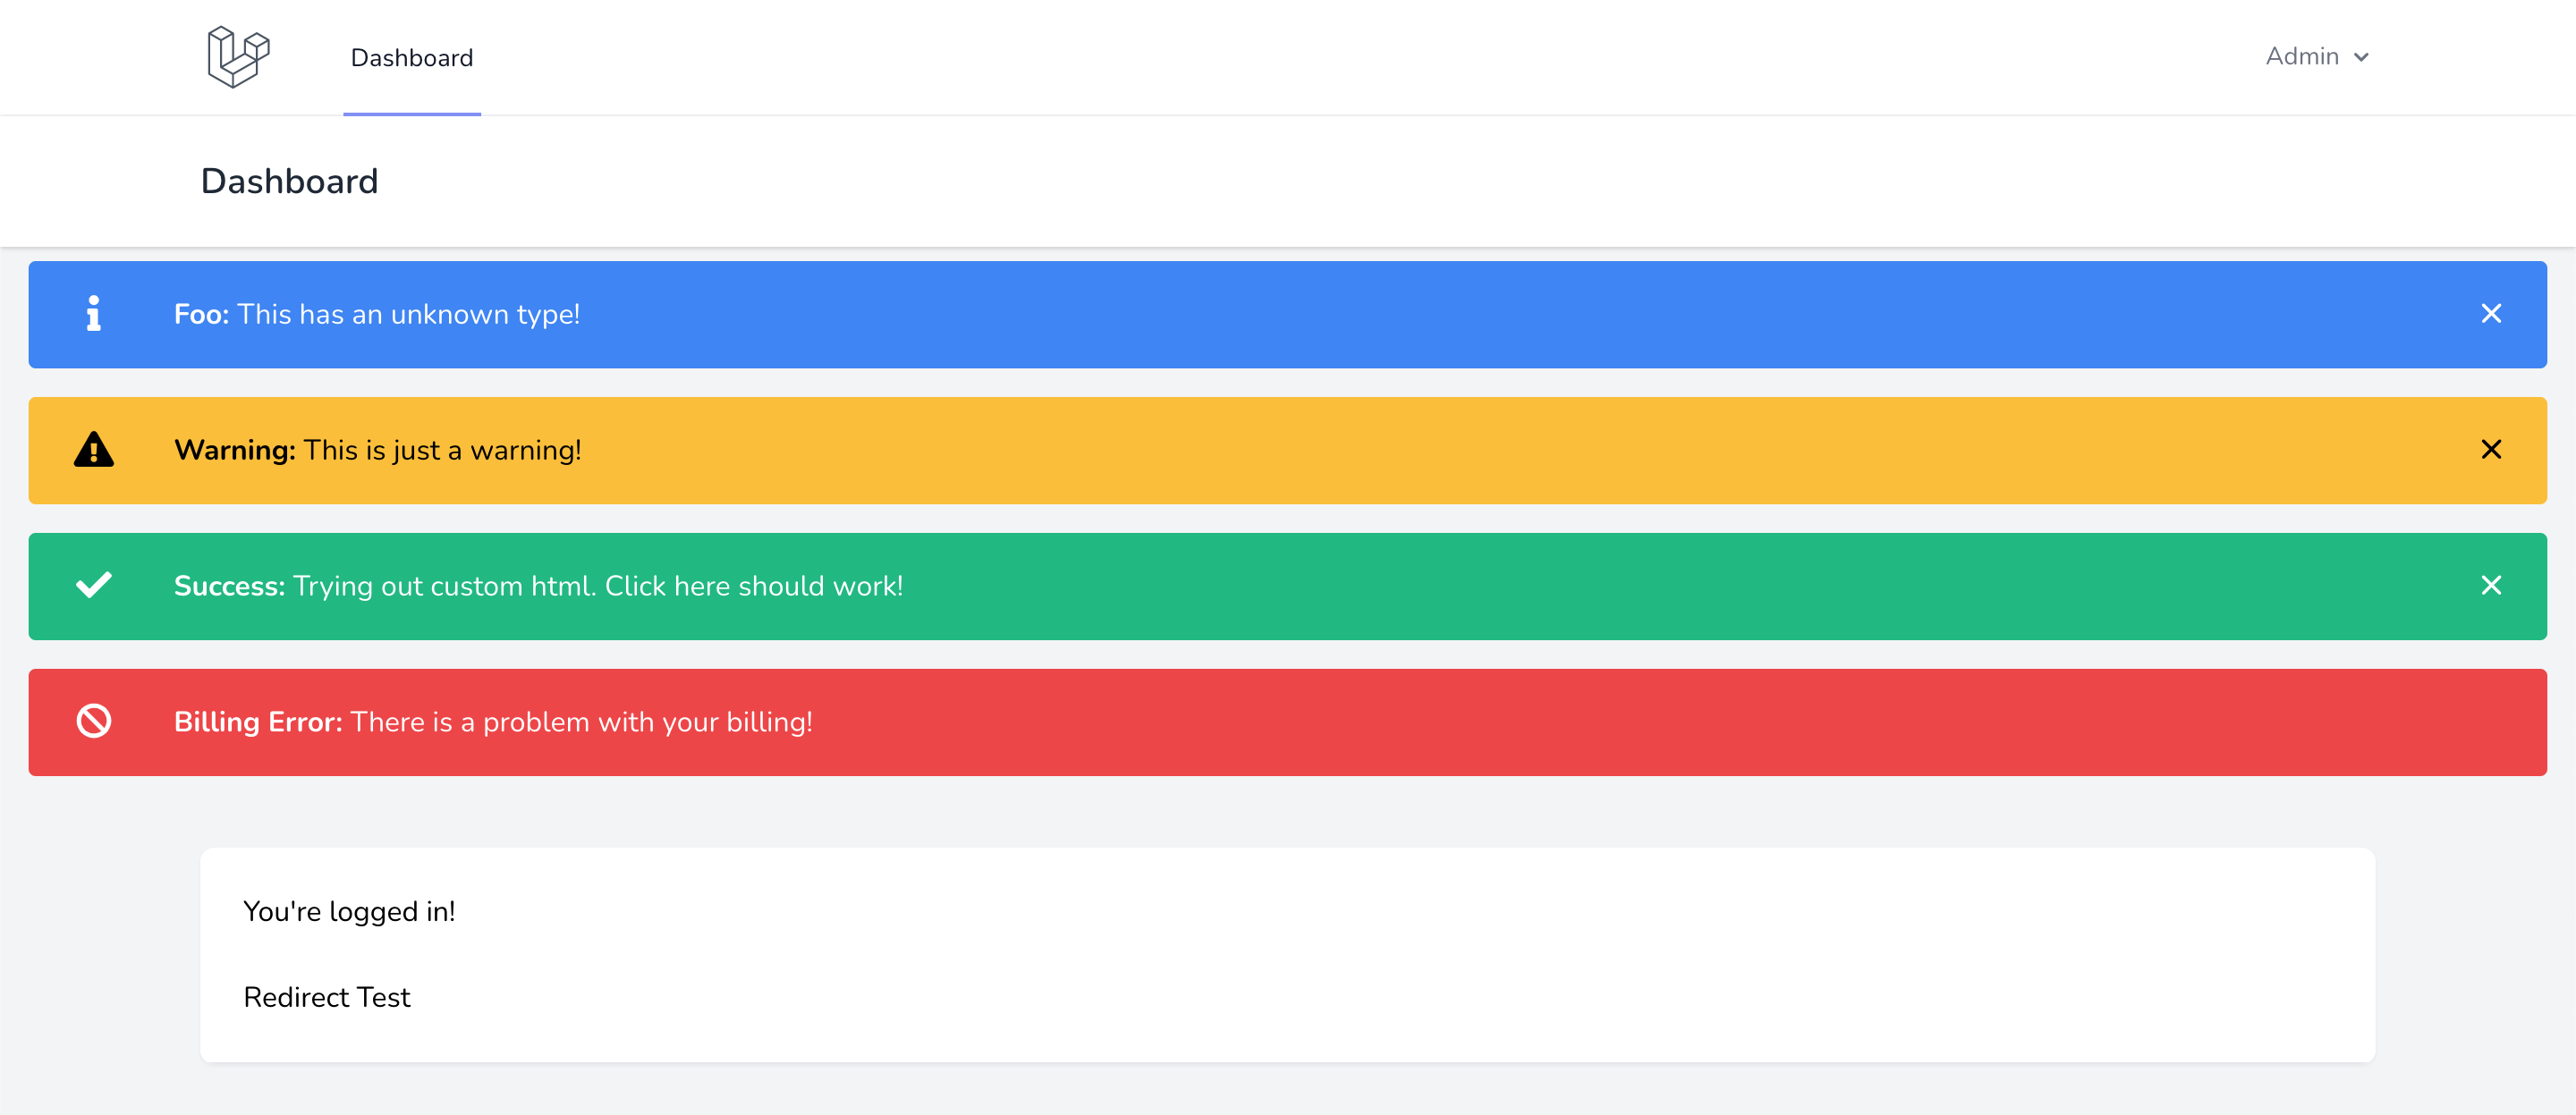 Dashboard
Admin
Dashboard
Foo: This has an unknown type!
Warning: This is just a warning!
Success: Trying out custom html. Click here should work!
Billing Error: There is a problem with your billing!
You're logged in!
Redirect Test